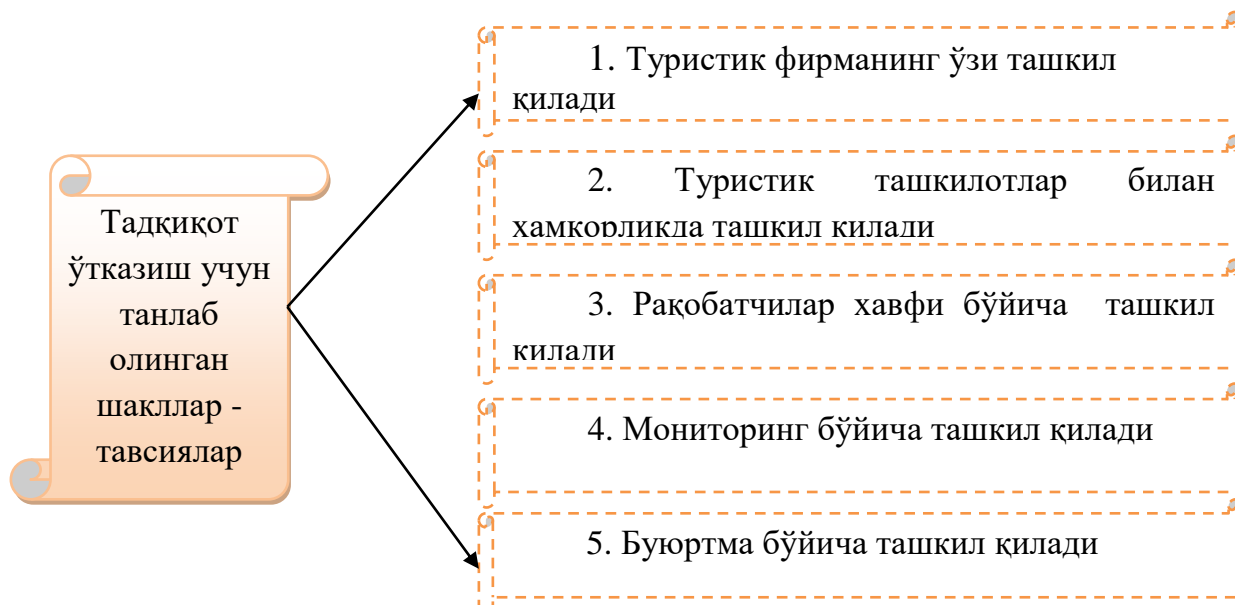 Тадқиқот
ўтказиш учун
танлаб
олинган
шакллар -
тавсиялар
1. Туристик фирманинг ўзи ташкил
қилади
2. Туристик ташкилотлар билан
ҳамкорликда ташкил қилади
3. Рақобатчилар хавфи бўйича ташкил
қилади
4. Мониторинг бўйича ташкил қилади
5. Буюртма бўйича ташкил қилади